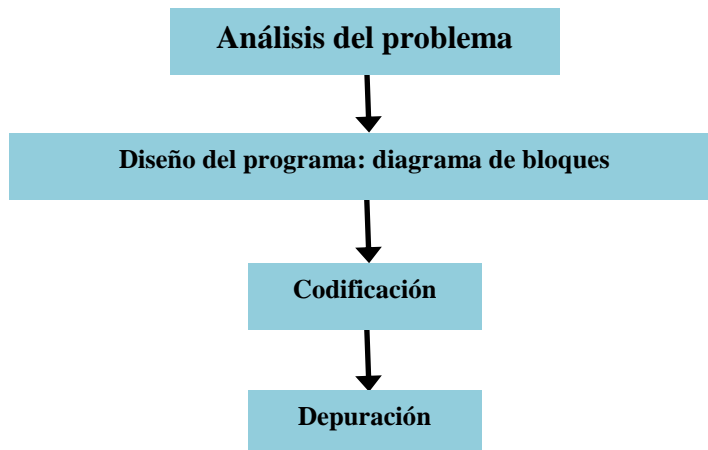 Análisis del problema
Diseño del programa: diagrama de bloques
Codificación
Depuración